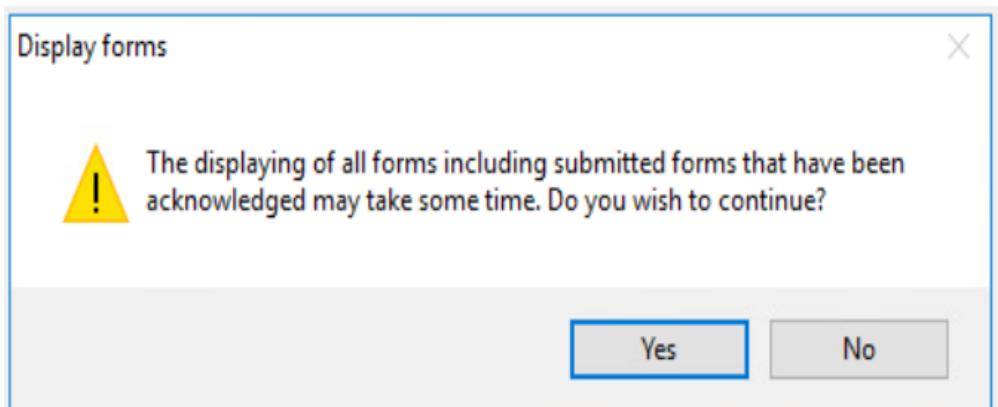 Display forms
The displaying of all forms including submitted forms that have been
acknowledged may take some time. Do you wish to continue?
Yes
No